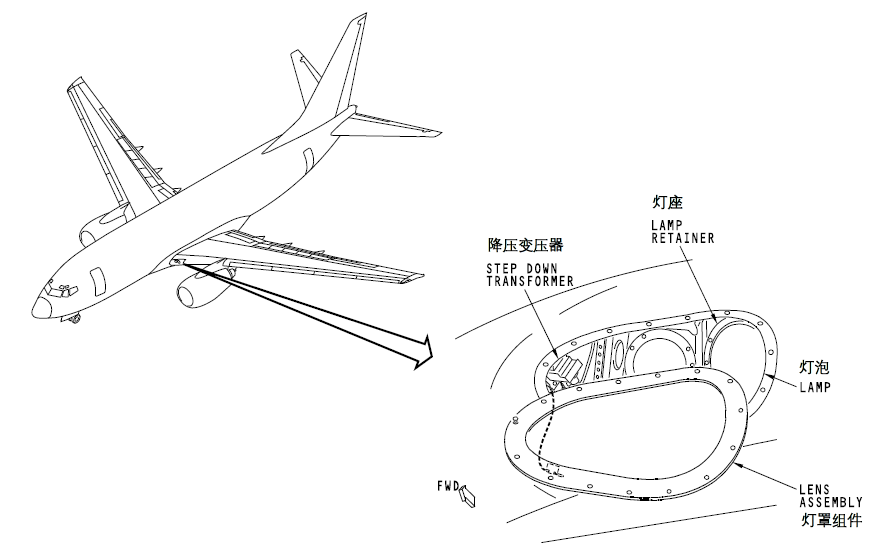 灯座
LAMP
RETAINER
降压变压器
STEP DOWN
TRANSFORMER
灯泡
LAMP
FWD
LENS
ASSEMBLY
灯罩组件